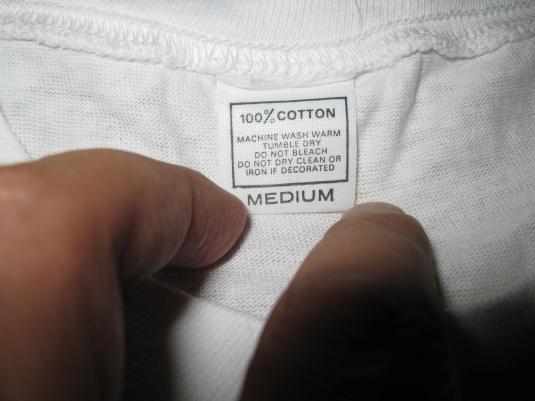 100% COTTON
MACHINE WASH WARM
TUMBLE DRY
DO NOT BLEACH
DO NOT DRY CLEAN OR
IRON IF DECORATED
MEDIUM